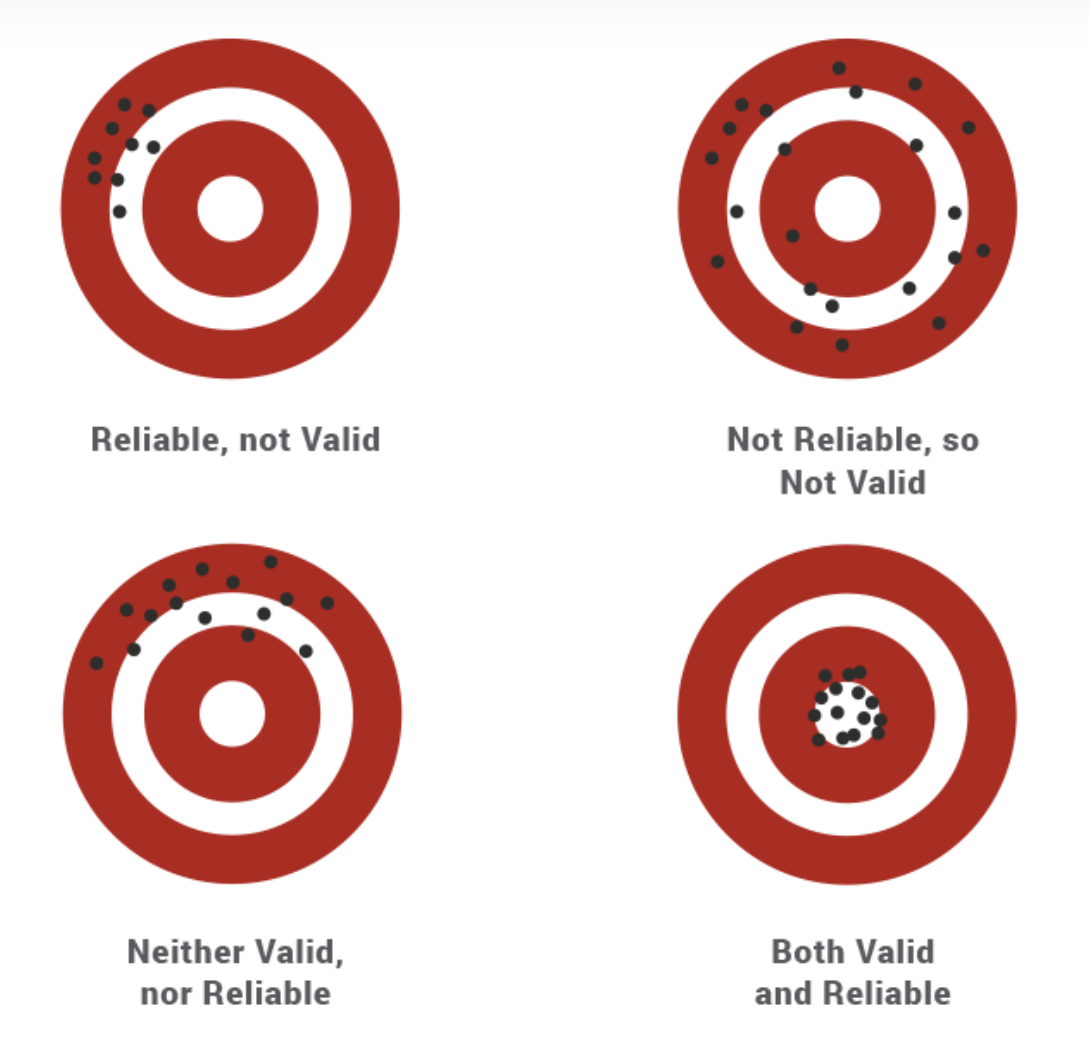 Reliable, not Valid
Not Reliable, so
Not Valid
Neither Valid,
nor Reliable
Both Valid
and Reliable